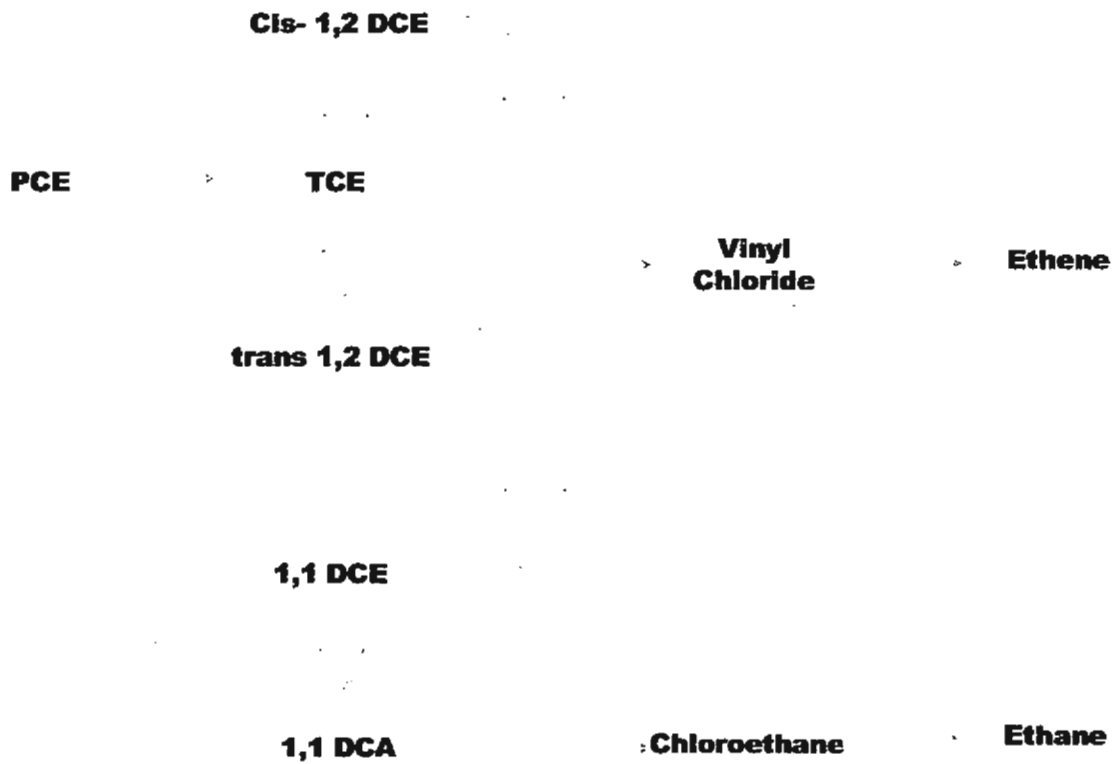 Cis- 1,2 DCE
PCE
TCE
Vinyl
Chloride
Ethene
trans 1,2 DCE
1,1 DCE
1,1 DCA
Chloroethane
Ethane